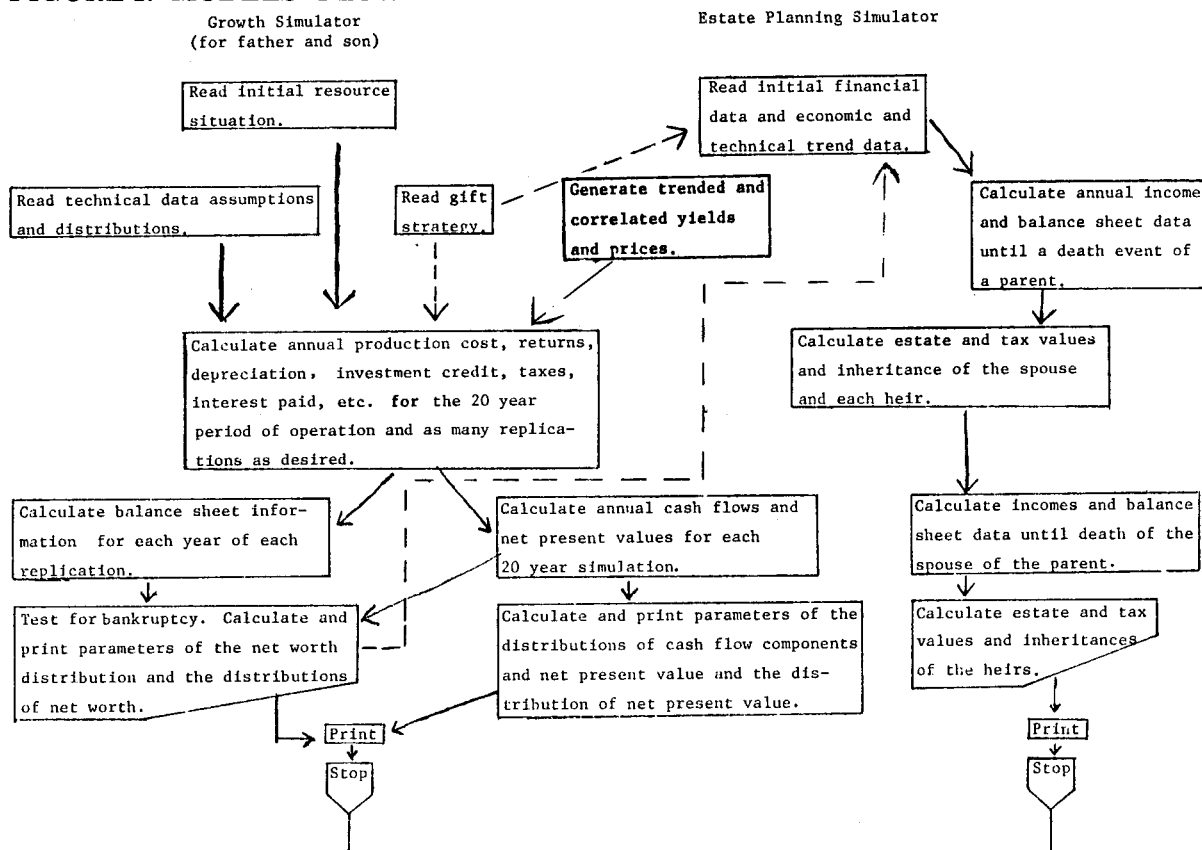 Growth Simulator
(for father and son)
Estate Planning Simulator
Read initial resource
situation.
Read initial financial
data and economic and
technical trend data.
Read technical data assumptions
and distributions.
Read gift
stratery.
Generate trended and
correlated yields
and prices.
Calculate annual income
and balance sheet data
until a death event of
a parent.
Calculate annual production cost, returns,
depreciation, investment credit, taxes,
interest paid, etc. for the 20 year
period of operation and as many replica-
tions as desired.
Calculate estate and tax values
and inheritance of the spouse
and each heir.
Calculate balance sheet infor-
mation for each year of each
replication.
Calculate annual cash flows and
net present values for each
20 year simulation.
Calculate incomes and balance
sheet data until death of the
spouse of the parent.
Test for bankruptcy. Calculate and
print parameters of the net worth
distribution and the distributions
of net worth.
Calculate and print parameters of the
distributions of cash flow components
and net present value and the dis-
tribution of net present value.
Calculate estate and tax
values and inheritances
of the heirs.
Print
Stop
Print
Stop